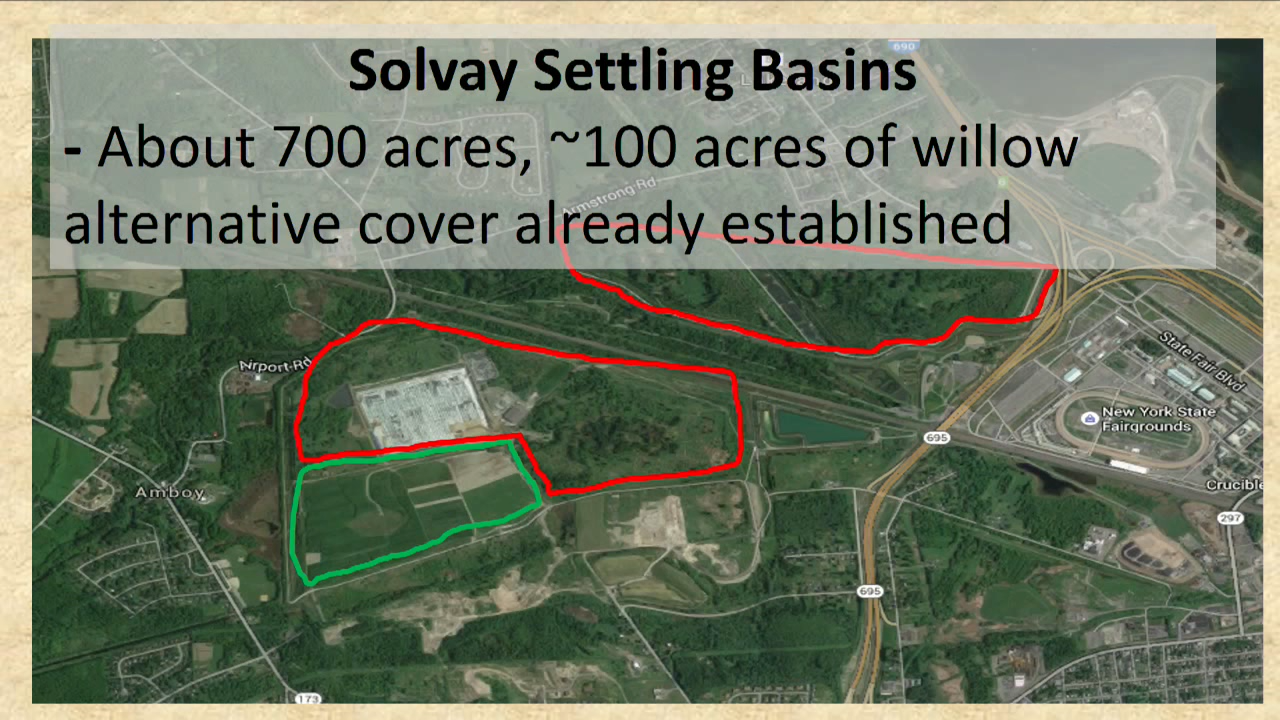 Solvay Settling Basins
- About 700 acres, ~100 acres of willow
alternative cover already established
690
Armstrong Rd
Airport Rd
State Fair Blvd
New York State
Fairgrounds
695
Amboy
Crucible
297
695
173